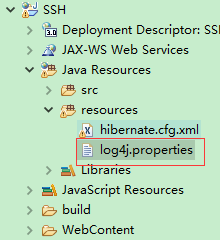 SSH
Deployment Descriptor: SS
JAX-WS Web Services
Java Resources
src
resources
hibernate.cfg.xml
log4j.properties
Libraries
JavaScript Resources
build
WebContent